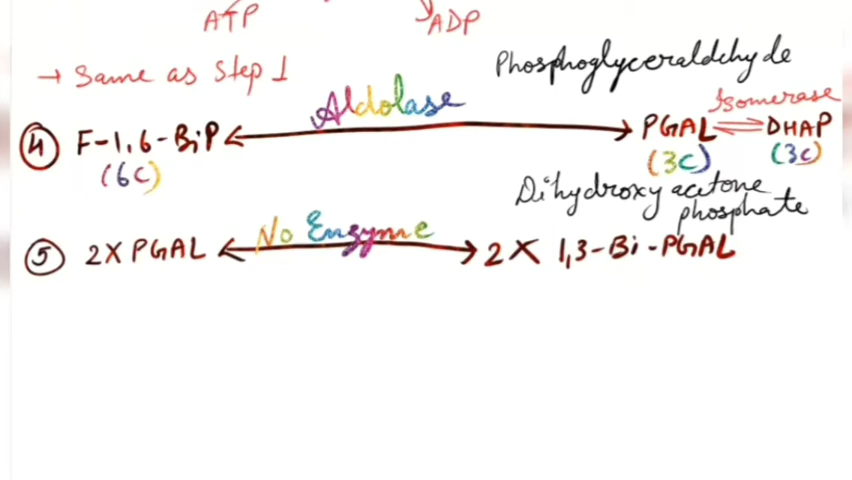 ATP ADP
→ Same as Step 1
Phosphoglyceraldehyde
④ F-1,6-BiP ⟷ Aldolase PGAL ⇌ Isomerase DHAP
(6C) (3C) (3C)
Dihydroxy acetone
phosphate
⑤ 2X PGAL ⟷ No Enzyme 2X 1,3-Bi-PGAL